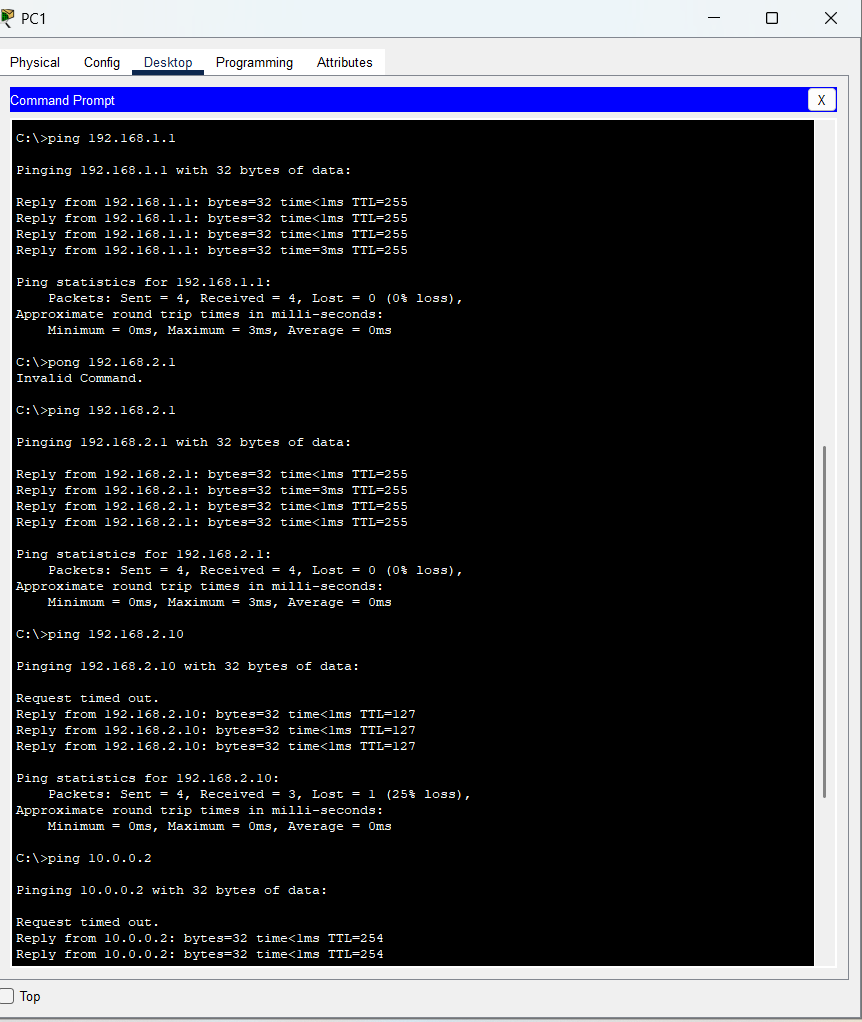 PC1
Physical Config Desktop Programming Attributes
Command Prompt X
C:\>ping 192.168.1.1
Pinging 192.168.1.1 with 32 bytes of data:
Reply from 192.168.1.1: bytes=32 time<1ms TTL=255
Reply from 192.168.1.1: bytes=32 time<1ms TTL=255
Reply from 192.168.1.1: bytes=32 time<1ms TTL=255
Reply from 192.168.1.1: bytes=32 time=3ms TTL=255
Ping statistics for 192.168.1.1:
    Packets: Sent = 4, Received = 4, Lost = 0 (0% loss),
Approximate round trip times in milli-seconds:
    Minimum = 0ms, Maximum = 3ms, Average = 0ms
C:\>pong 192.168.2.1
Invalid Command.
C:\>ping 192.168.2.1
Pinging 192.168.2.1 with 32 bytes of data:
Reply from 192.168.2.1: bytes=32 time<1ms TTL=255
Reply from 192.168.2.1: bytes=32 time=3ms TTL=255
Reply from 192.168.2.1: bytes=32 time<1ms TTL=255
Reply from 192.168.2.1: bytes=32 time<1ms TTL=255
Ping statistics for 192.168.2.1:
    Packets: Sent = 4, Received = 4, Lost = 0 (0% loss),
Approximate round trip times in milli-seconds:
    Minimum = 0ms, Maximum = 3ms, Average = 0ms
C:\>ping 192.168.2.10
Pinging 192.168.2.10 with 32 bytes of data:
Request timed out.
Reply from 192.168.2.10: bytes=32 time<1ms TTL=127
Reply from 192.168.2.10: bytes=32 time<1ms TTL=127
Reply from 192.168.2.10: bytes=32 time<1ms TTL=127
Ping statistics for 192.168.2.10:
    Packets: Sent = 4, Received = 3, Lost = 1 (25% loss),
Approximate round trip times in milli-seconds:
    Minimum = 0ms, Maximum = 0ms, Average = 0ms
C:\>ping 10.0.0.2
Pinging 10.0.0.2 with 32 bytes of data:
Request timed out.
Reply from 10.0.0.2: bytes=32 time<1ms TTL=254
Reply from 10.0.0.2: bytes=32 time<1ms TTL=254
Top